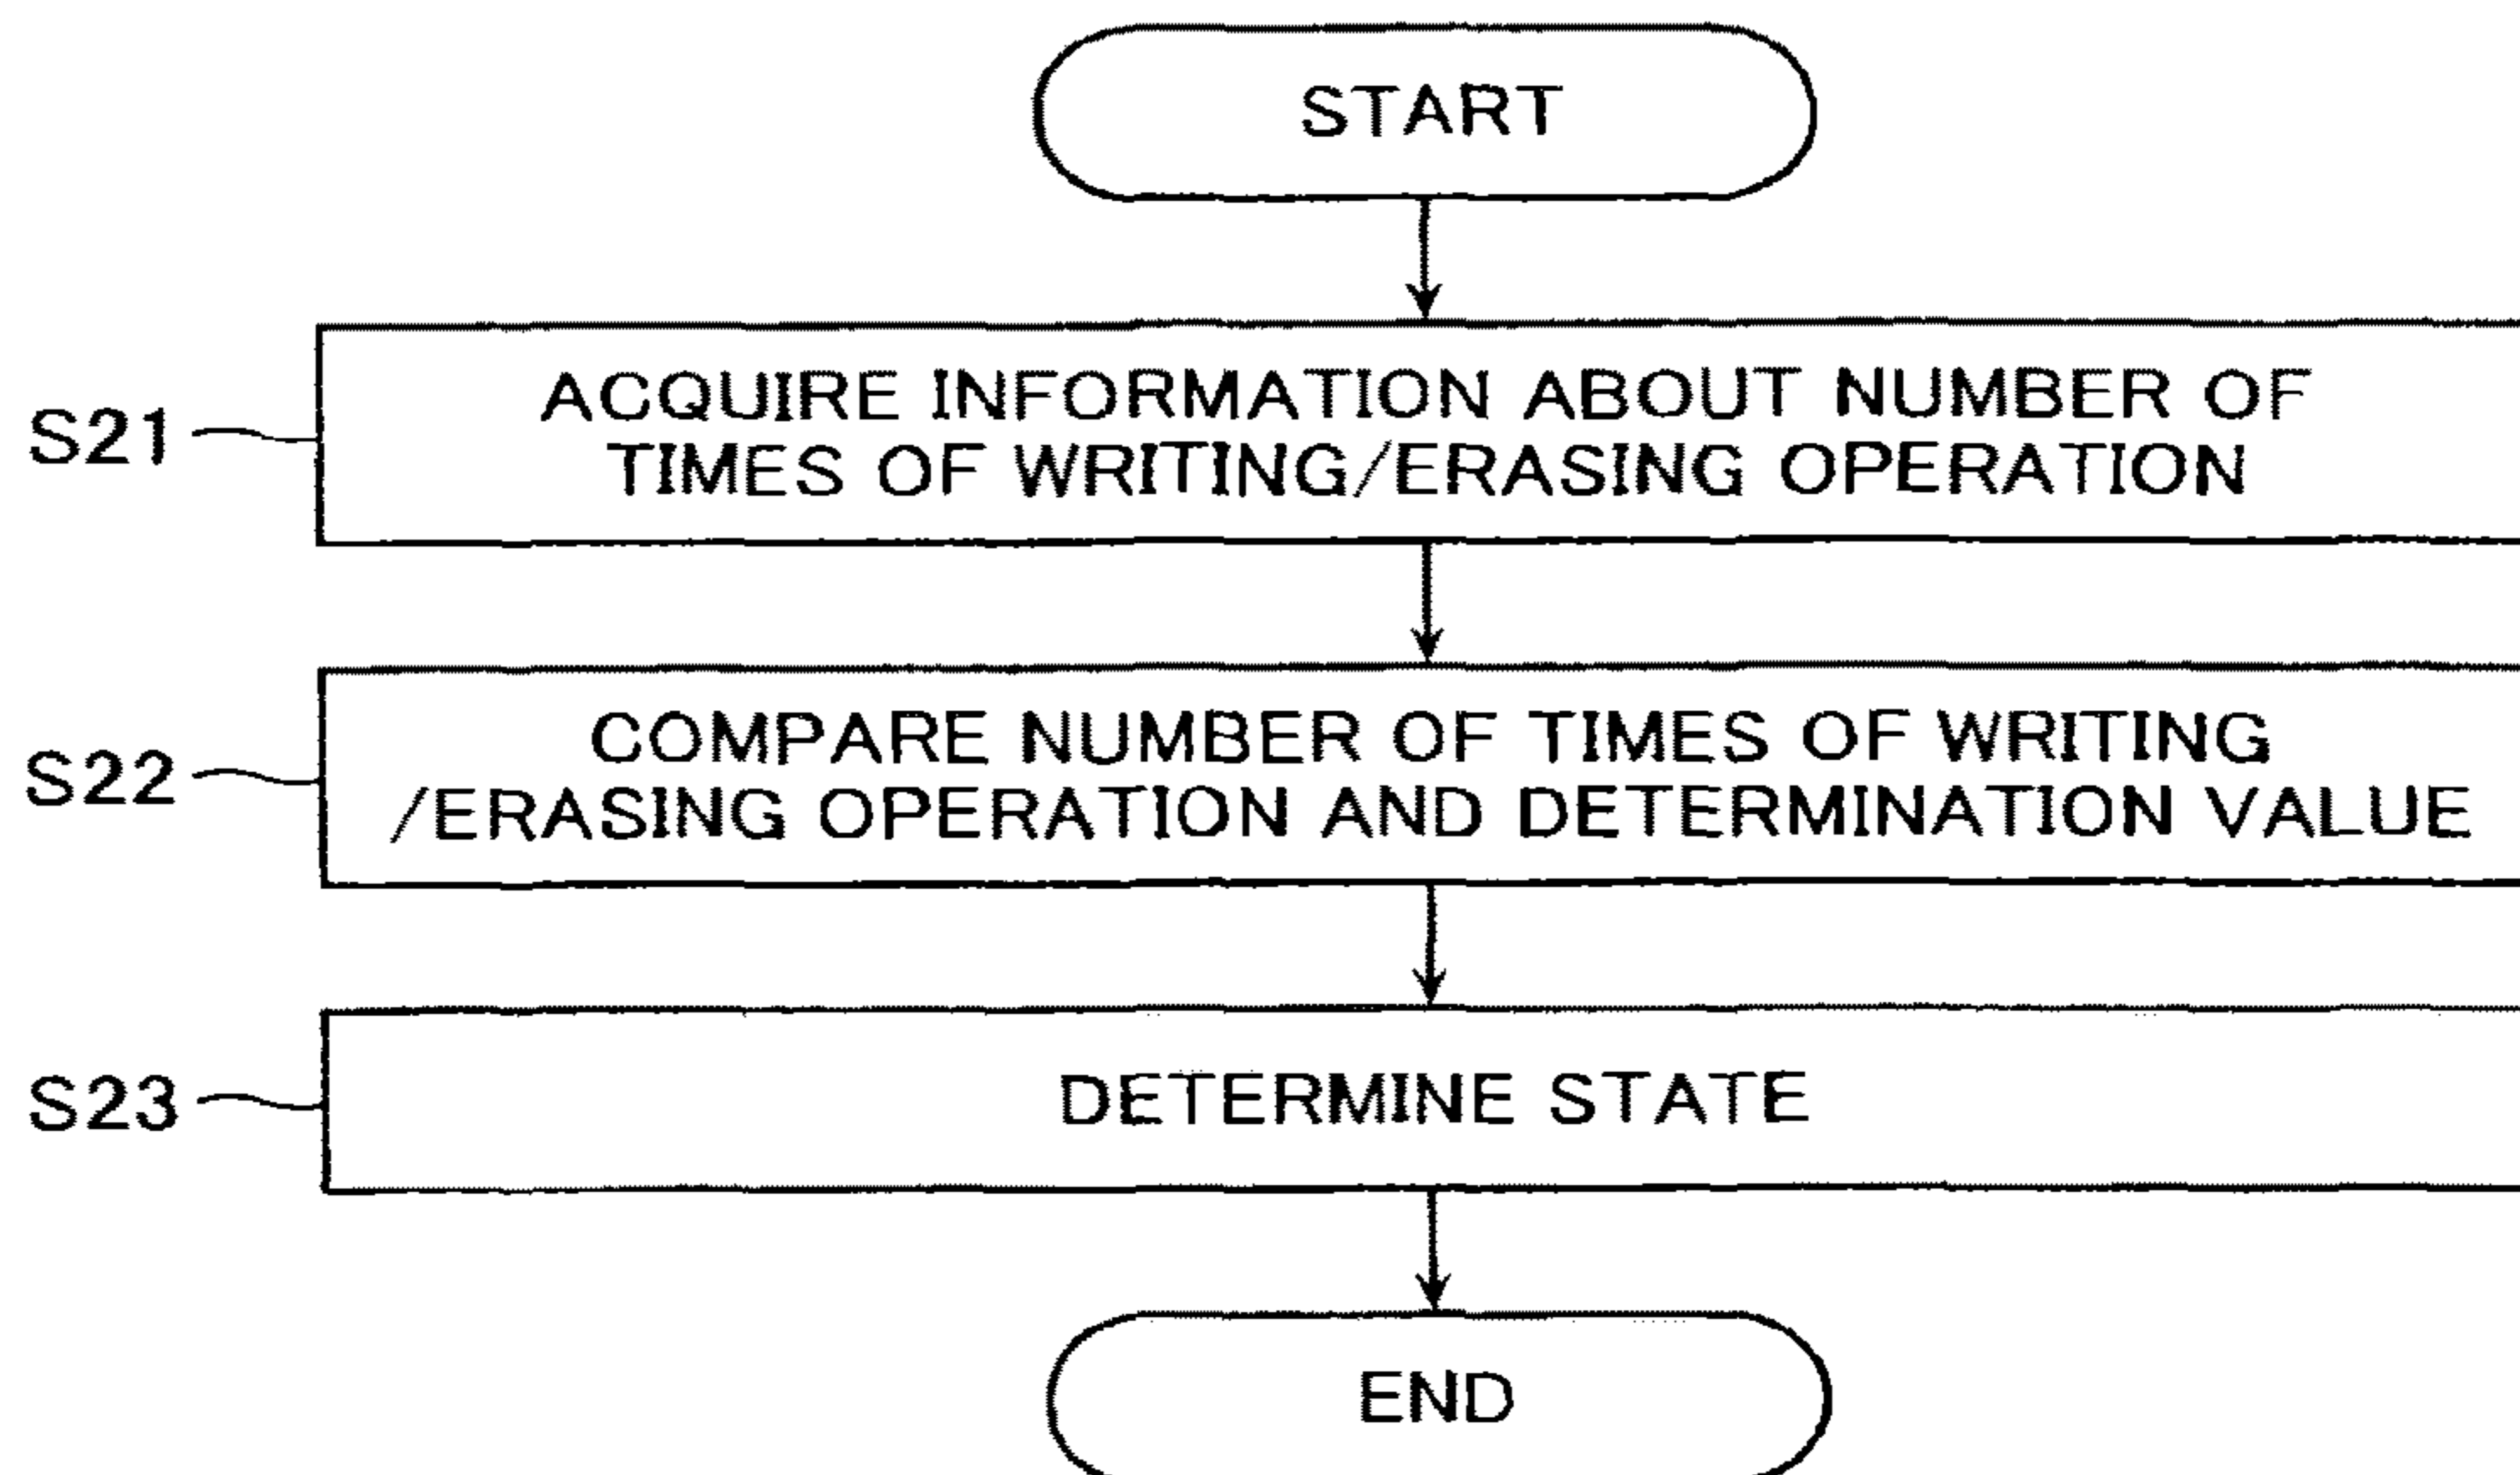 START
S21
ACQUIRE INFORMATION ABOUT NUMBER OF
TIMES OF WRITING/ERASING OPERATION
S22
COMPARE NUMBER OF TIMES OF WRITING
/ERASING OPERATION AND DETERMINATION VALUE
S23
DETERMINE STATE
END